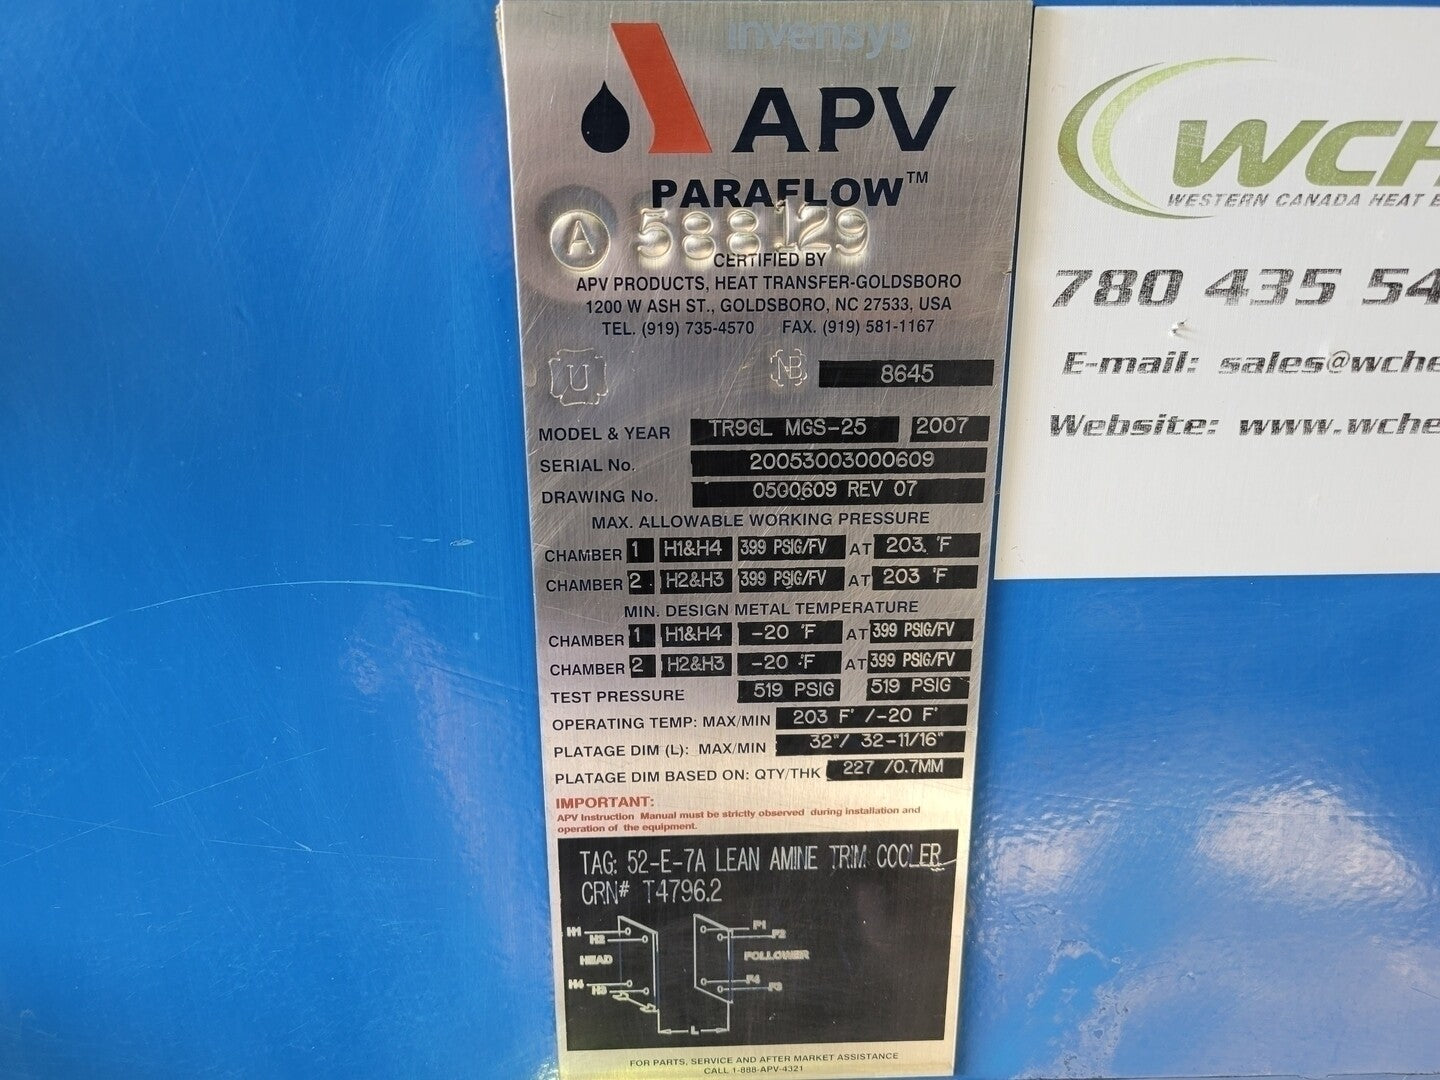 invensys
APV
PARAFLOW™
A 588129
CERTIFIED BY
APV PRODUCTS, HEAT TRANSFER-GOLDSBORO
1200 W ASH ST., GOLDSBORO, NC 27533, USA
TEL. (919) 735-4570 FAX. (919) 581-1167
U NB 8645
MODEL & YEAR TR9GL MGS-25 2007
SERIAL No. 20053003000609
DRAWING No. 0500609 REV 07
MAX. ALLOWABLE WORKING PRESSURE
CHAMBER 1 H1&H4 399 PSIG/FV AT 203 °F
CHAMBER 2 H2&H3 399 PSIG/FV AT 203 °F
MIN. DESIGN METAL TEMPERATURE
CHAMBER 1 H1&H4 -20 °F AT 399 PSIG/FV
CHAMBER 2 H2&H3 -20 °F AT 399 PSIG/FV
TEST PRESSURE 519 PSIG 519 PSIG
OPERATING TEMP: MAX/MIN 203 F° /-20 F°
PLATAGE DIM (L): MAX/MIN 32"/ 32-11/16"
PLATAGE DIM BASED ON: QTY/THK 227 /0.7MM
IMPORTANT:
APV Instruction Manual must be strictly observed during installation and
operation of the equipment.
TAG: 52-E-7A LEAN AMINE TRIM COOLER
CRN# T4796.2
H1 F1
H2 F2
HEAD FOLLOWER
H4 F4
H3 F3
L
FOR PARTS, SERVICE AND AFTER MARKET ASSISTANCE
CALL 1-888-APV-4321
WCH
WESTERN CANADA HEAT E
780 435 54
E-mail: sales@wche
Website: www.wche